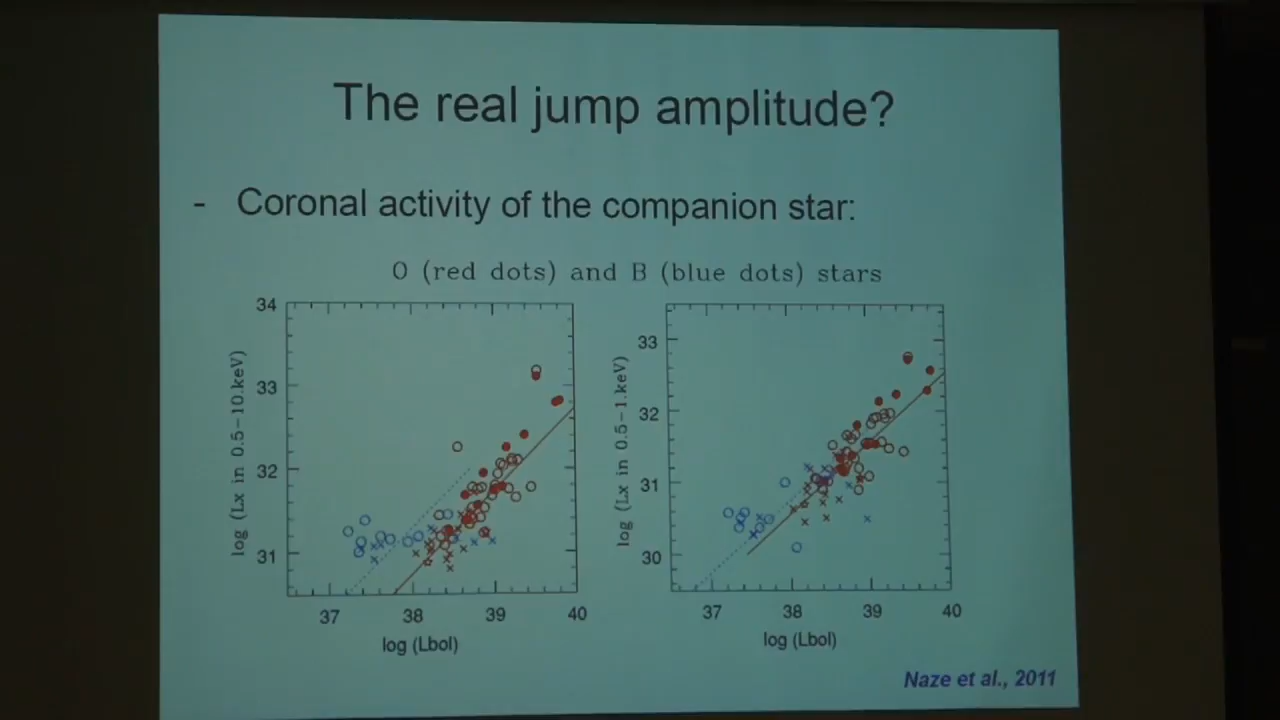 The real jump amplitude?
- Coronal activity of the companion star:
O (red dots) and B (blue dots) stars
34
33
32
31
log (Lx in 0.5-10.keV)
37 38 39 40
log (Lbol)
33
32
31
30
log (Lx in 0.5-1.keV)
37 38 39 40
log (Lbol)
Naze et al., 2011